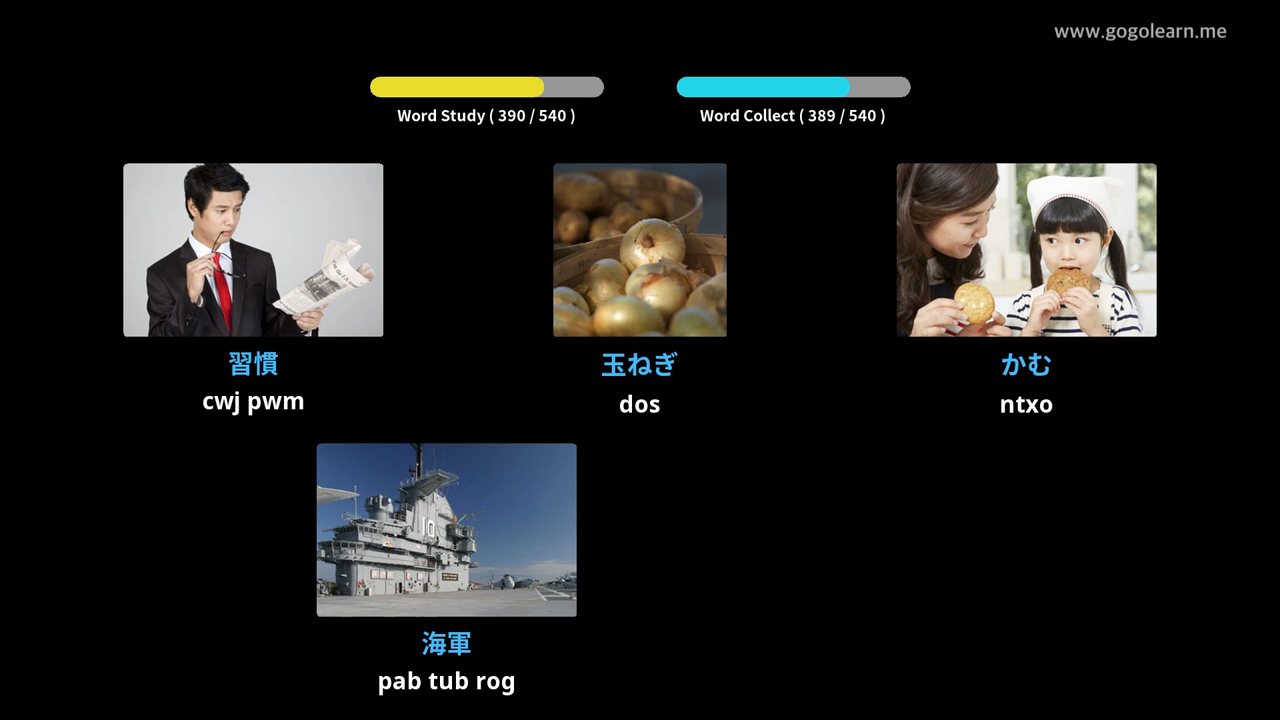 www.gogolearn.me
Word Study ( 390 / 540 )
Word Collect ( 389 / 540 )
習慣
cwj pwm
玉ねぎ
dos
かむ
ntxo
10
海軍
pab tub rog